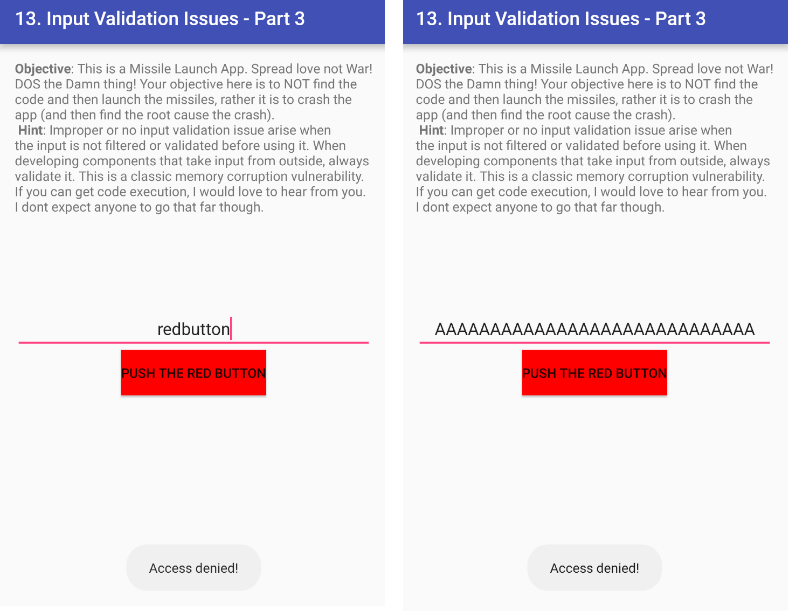 13. Input Validation Issues - Part 3
Objective: This is a Missile Launch App. Spread love not War!
DOS the Damn thing! Your objective here is to NOT find the
code and then launch the missiles, rather it is to crash the
app (and then find the root cause the crash).
Hint: Improper or no input validation issue arise when
the input is not filtered or validated before using it. When
developing components that take input from outside, always
validate it. This is a classic memory corruption vulnerability.
If you can get code execution, I would love to hear from you.
I dont expect anyone to go that far though.
redbutton
PUSH THE RED BUTTON
Access denied!
13. Input Validation Issues - Part 3
Objective: This is a Missile Launch App. Spread love not War!
DOS the Damn thing! Your objective here is to NOT find the
code and then launch the missiles, rather it is to crash the
app (and then find the root cause the crash).
Hint: Improper or no input validation issue arise when
the input is not filtered or validated before using it. When
developing components that take input from outside, always
validate it. This is a classic memory corruption vulnerability.
If you can get code execution, I would love to hear from you.
I dont expect anyone to go that far though.
AAAAAAAAAAAAAAAAAAAAAAAAAAAAA
PUSH THE RED BUTTON
Access denied!